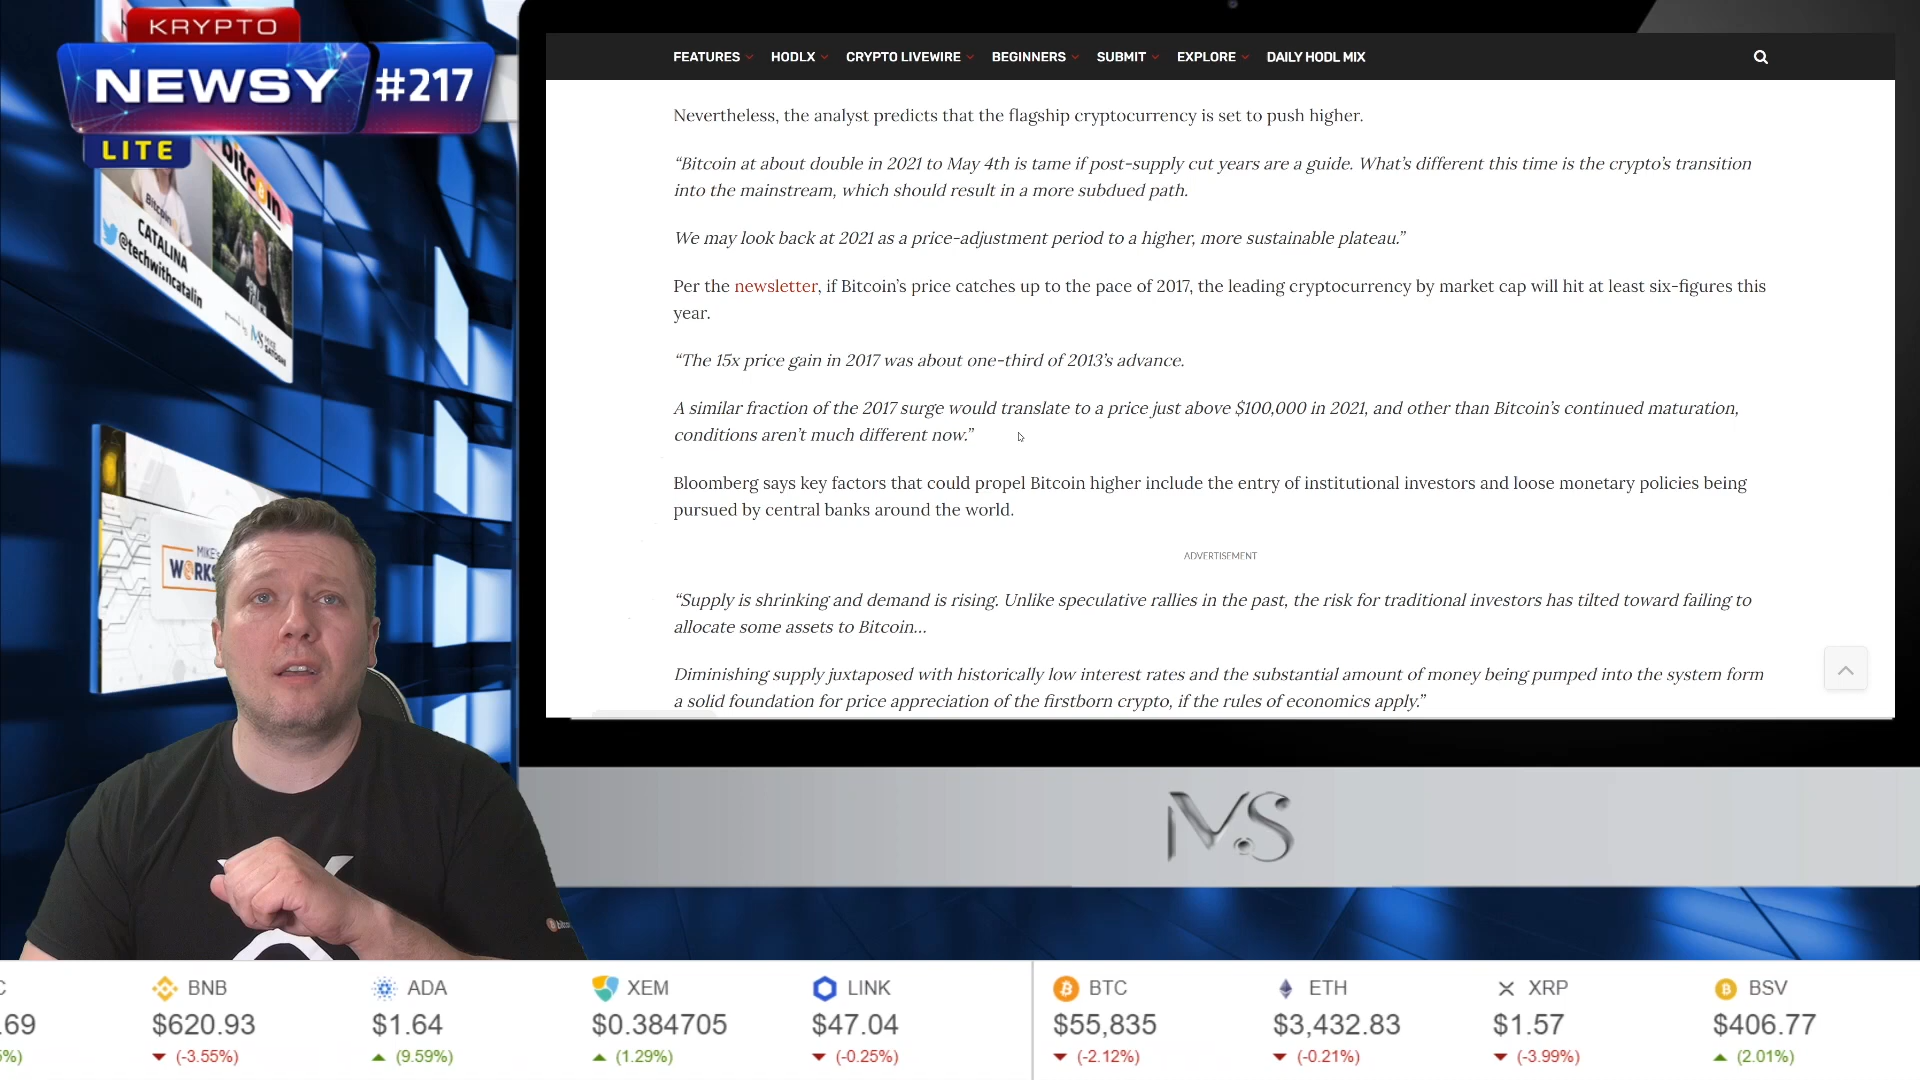 KRYPTO
NEWSY #217
LITE
bitcoin
Bitcoin
CATALINA
@techwithcatalin
MS MIKE SATOSHI
MIKE'S
W@RKS
FEATURES HODLX CRYPTO LIVEWIRE BEGINNERS SUBMIT EXPLORE DAILY HODL MIX
Nevertheless, the analyst predicts that the flagship cryptocurrency is set to push higher.
“Bitcoin at about double in 2021 to May 4th is tame if post-supply cut years are a guide. What’s different this time is the crypto’s transition
into the mainstream, which should result in a more subdued path.
We may look back at 2021 as a price-adjustment period to a higher, more sustainable plateau.”
Per the newsletter, if Bitcoin’s price catches up to the pace of 2017, the leading cryptocurrency by market cap will hit at least six-figures this
year.
“The 15x price gain in 2017 was about one-third of 2013’s advance.
A similar fraction of the 2017 surge would translate to a price just above $100,000 in 2021, and other than Bitcoin’s continued maturation,
conditions aren’t much different now.”
Bloomberg says key factors that could propel Bitcoin higher include the entry of institutional investors and loose monetary policies being
pursued by central banks around the world.
ADVERTISEMENT
“Supply is shrinking and demand is rising. Unlike speculative rallies in the past, the risk for traditional investors has tilted toward failing to
allocate some assets to Bitcoin…
Diminishing supply juxtaposed with historically low interest rates and the substantial amount of money being pumped into the system form
a solid foundation for price appreciation of the firstborn crypto, if the rules of economics apply.”
MS
C BNB ADA XEM LINK BTC ETH XRP BSV
.69 $620.93 $1.64 $0.384705 $47.04 $55,835 $3,432.83 $1.57 $406.77
5%) (-3.55%) (9.59%) (1.29%) (-0.25%) (-2.12%) (-0.21%) (-3.99%) (2.01%)